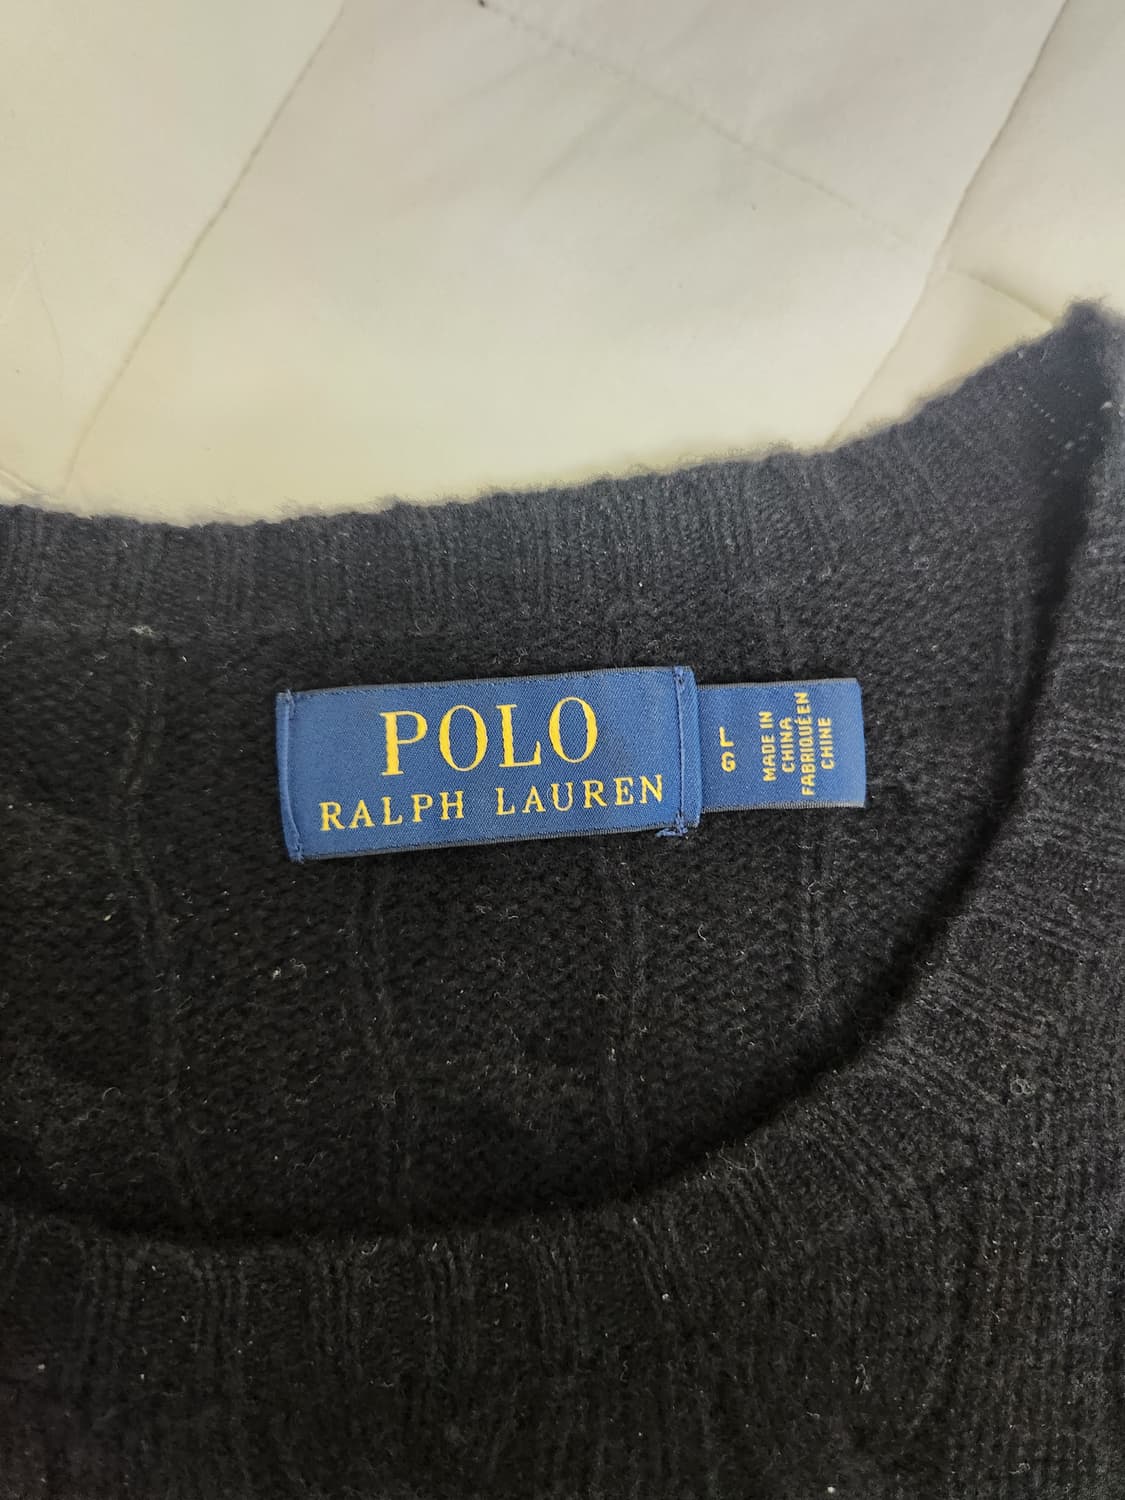 POLO
RALPH LAUREN
L G
MADE IN
CHINA
FABRIQUÉ EN
CHINE